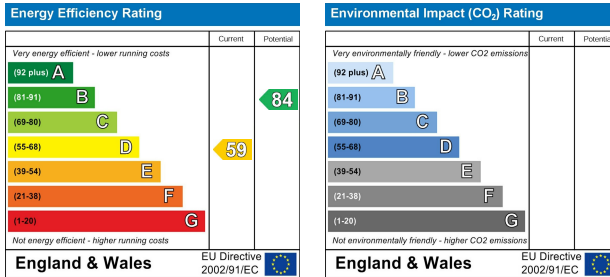 Energy Efficiency Rating
Current Potential
Very energy efficient - lower running costs
(92 plus) A
(81-91) B
84
(69-80) C
(55-68) D
59
(39-54) E
(21-38) F
(1-20) G
Not energy efficient - higher running costs
England & Wales
EU Directive
2002/91/EC
Environmental Impact (CO₂) Rating
Current Potential
Very environmentally friendly - lower CO2 emissions
(92 plus) A
(81-91) B
(69-80) C
(55-68) D
(39-54) E
(21-38) F
(1-20) G
Not environmentally friendly - higher CO2 emissions
England & Wales
EU Directive
2002/91/EC